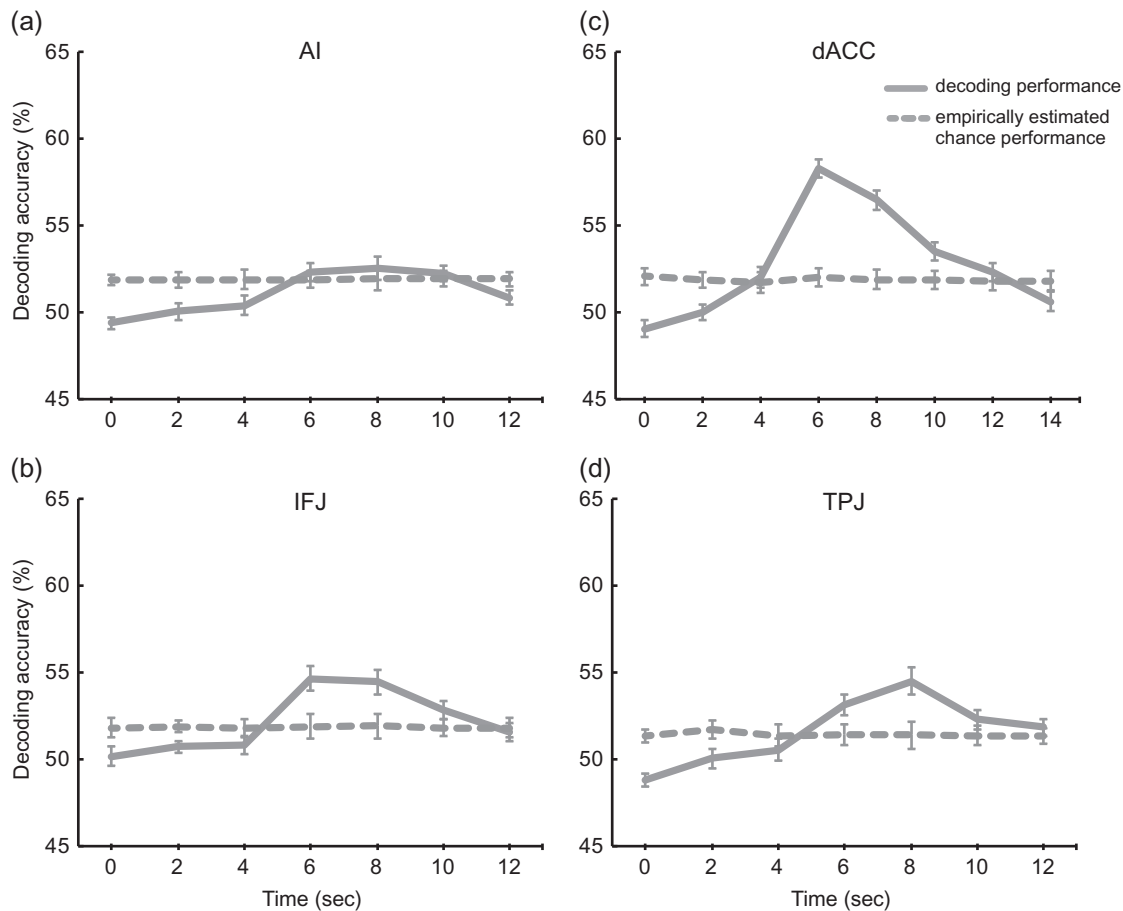 (a)
AI
65
60
55
50
45
Decoding accuracy (%)
0 2 4 6 8 10 12
(c)
dACC
decoding performance
empirically estimated
chance performance
65
60
55
50
45
0 2 4 6 8 10 12 14
(b)
IFJ
65
60
55
50
45
Decoding accuracy (%)
0 2 4 6 8 10 12
Time (sec)
(d)
TPJ
65
60
55
50
45
0 2 4 6 8 10 12
Time (sec)